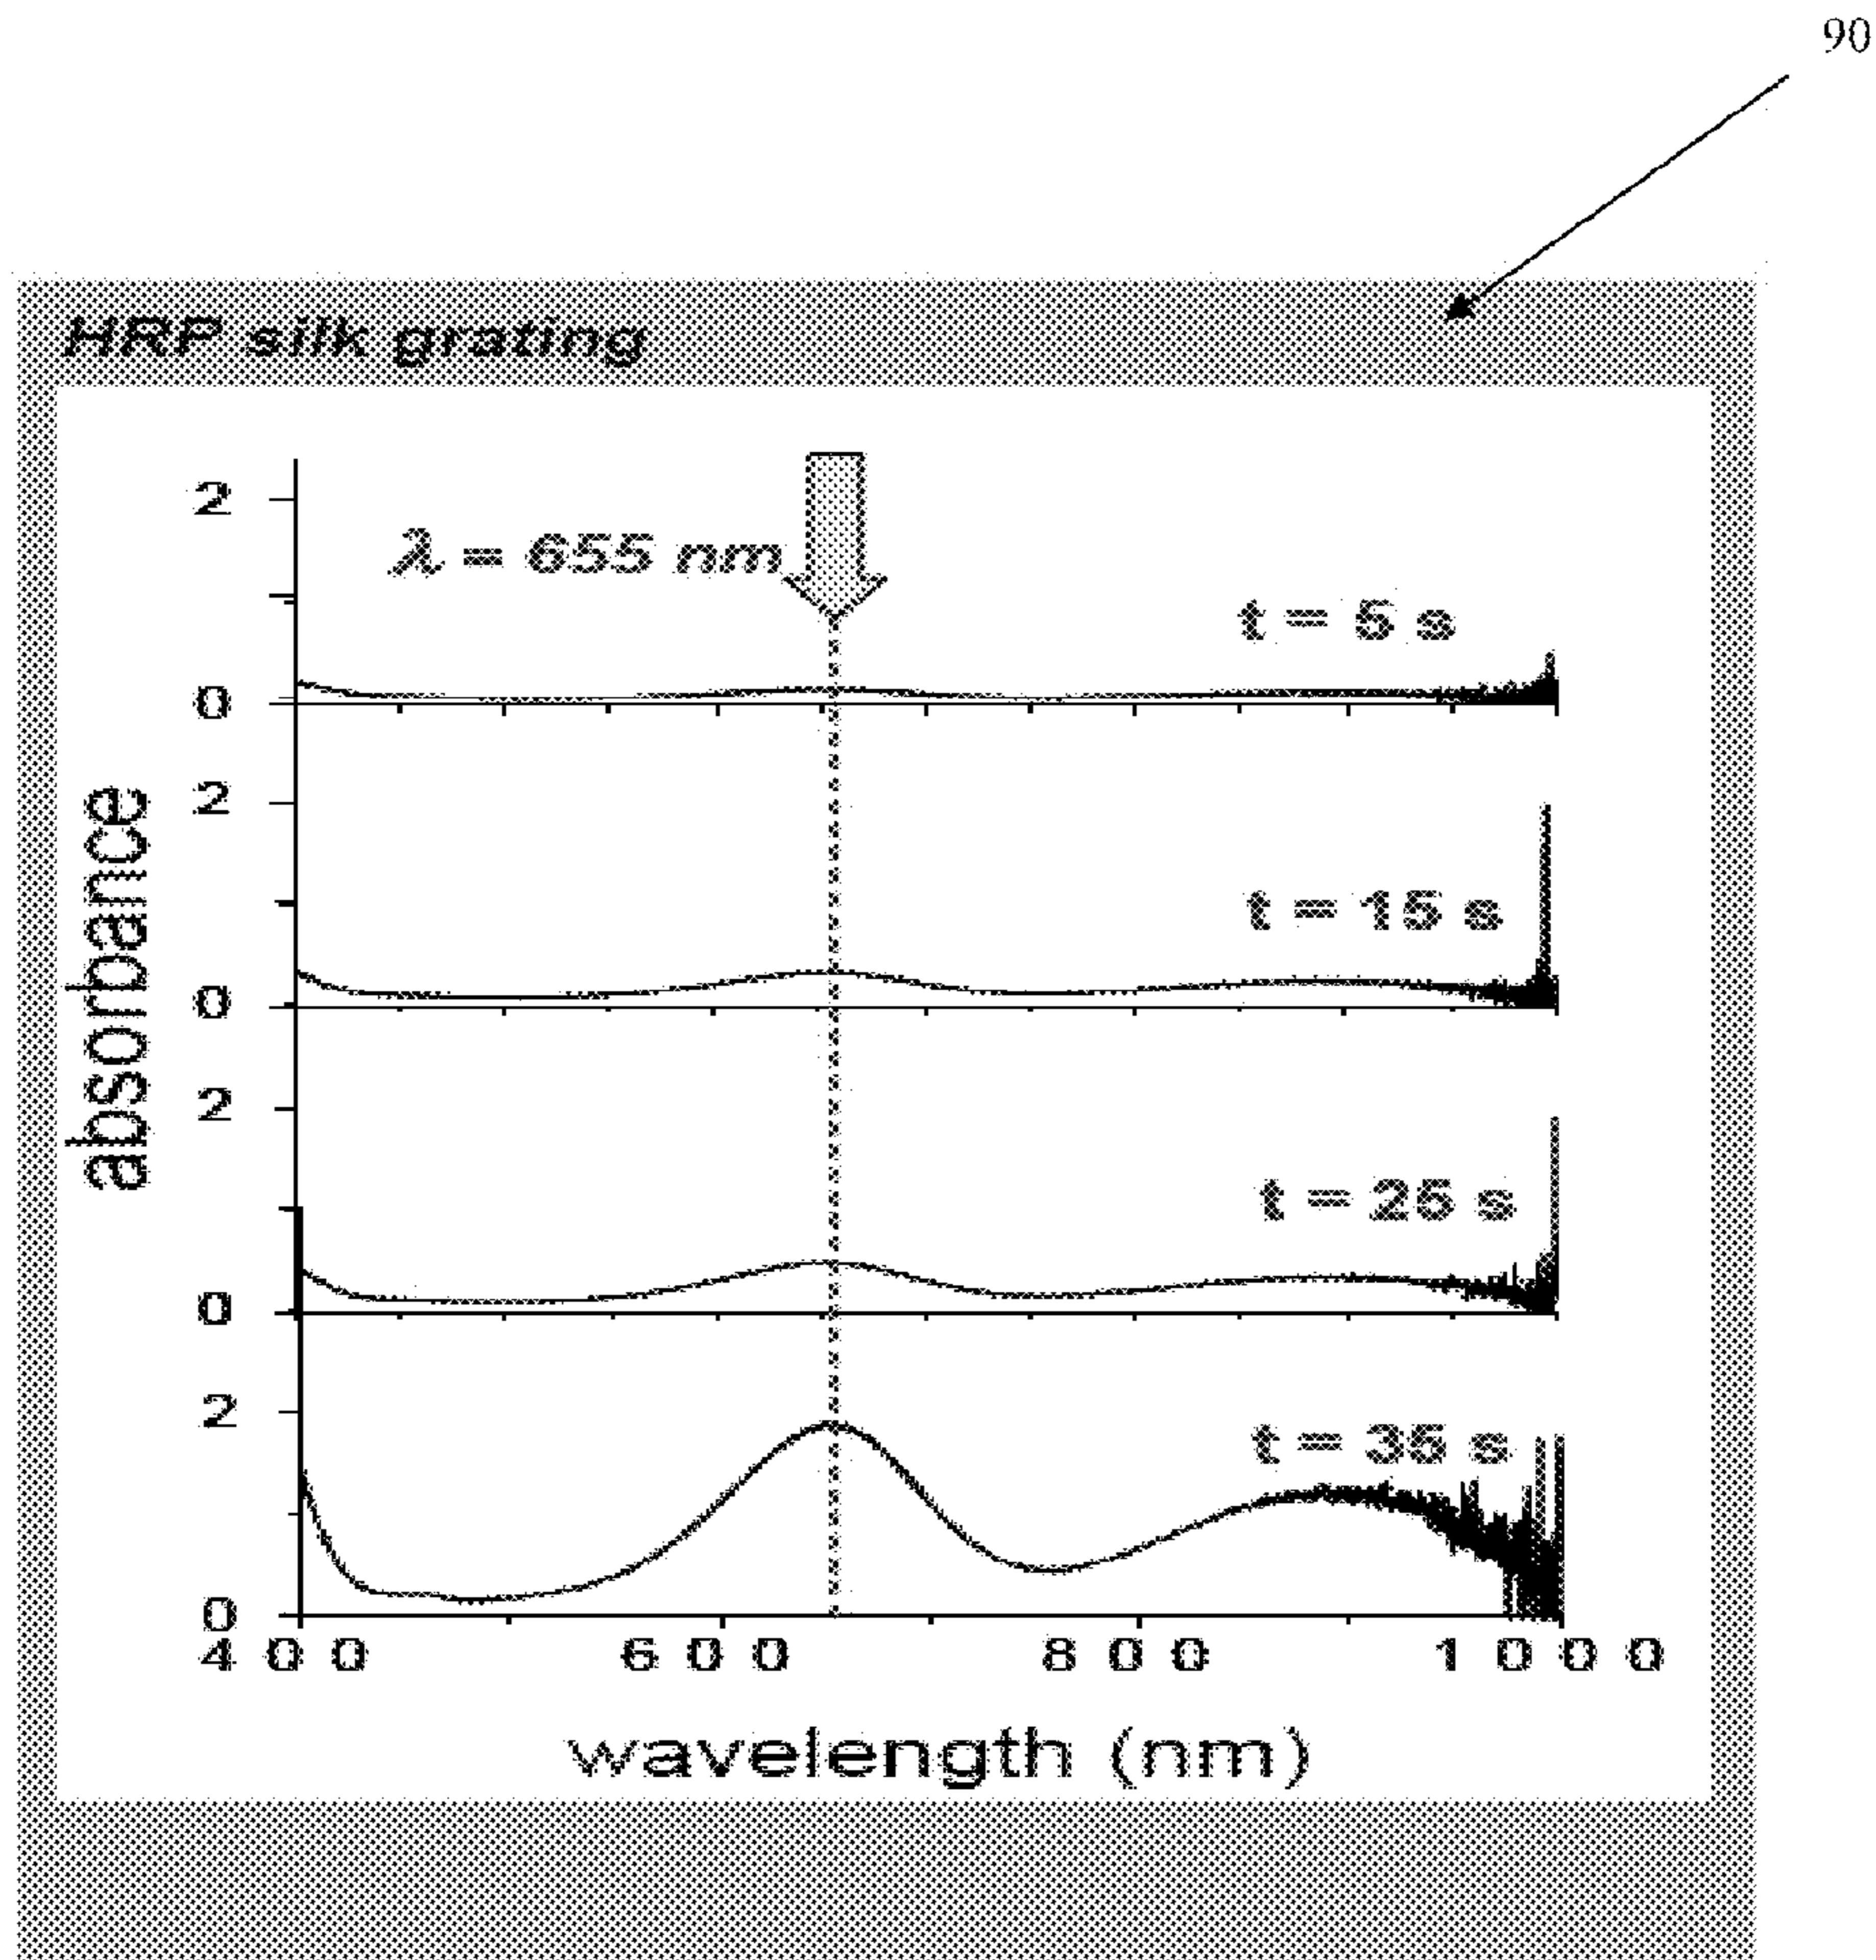 90
HRP silk grating
2
λ = 655 nm
t = 5 s
0
absorbance
2
t = 15 s
0
2
t = 25 s
0
2
t = 35 s
0
400 600 800 1000
wavelength (nm)